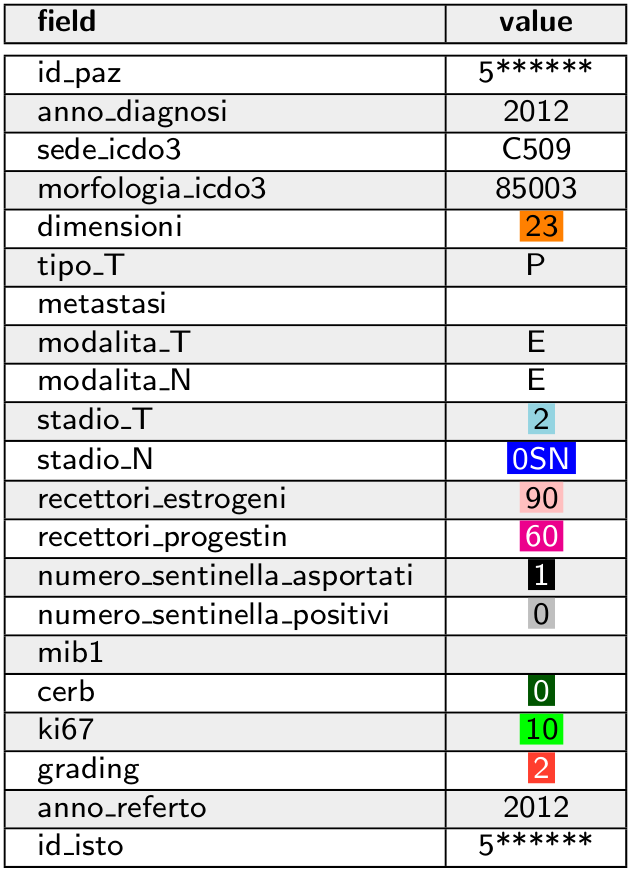 field value
id_paz 5******
anno_diagnosi 2012
sede_icdo3 C509
morfologia_icdo3 85003
dimensioni 23
tipo_T P
metastasi
modalita_T E
modalita_N E
stadio_T 2
stadio_N 0SN
recettori_estrogeni 90
recettori_progestin 60
numero_sentinella_asportati 1
numero_sentinella_positivi 0
mib1
cerb 0
ki67 10
grading 2
anno_referto 2012
id_isto 5******